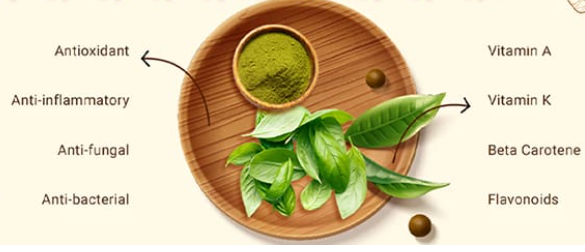 Antioxidant
Anti-inflammatory
Anti-fungal
Anti-bacterial
Vitamin A
Vitamin K
Beta Carotene
Flavonoids